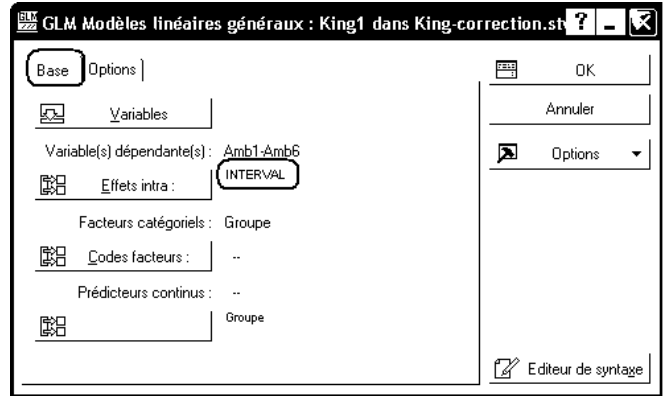 GLM Modèles linéaires généraux : King1 dans King-correction.st
Base Options
OK
Variables
Annuler
Variable(s) dépendante(s) : Amb1-Amb6
Options
Effets intra : INTERVAL
Facteurs catégoriels : Groupe
Codes facteurs : --
Prédicteurs continus : --
Groupe
Editeur de syntaxe